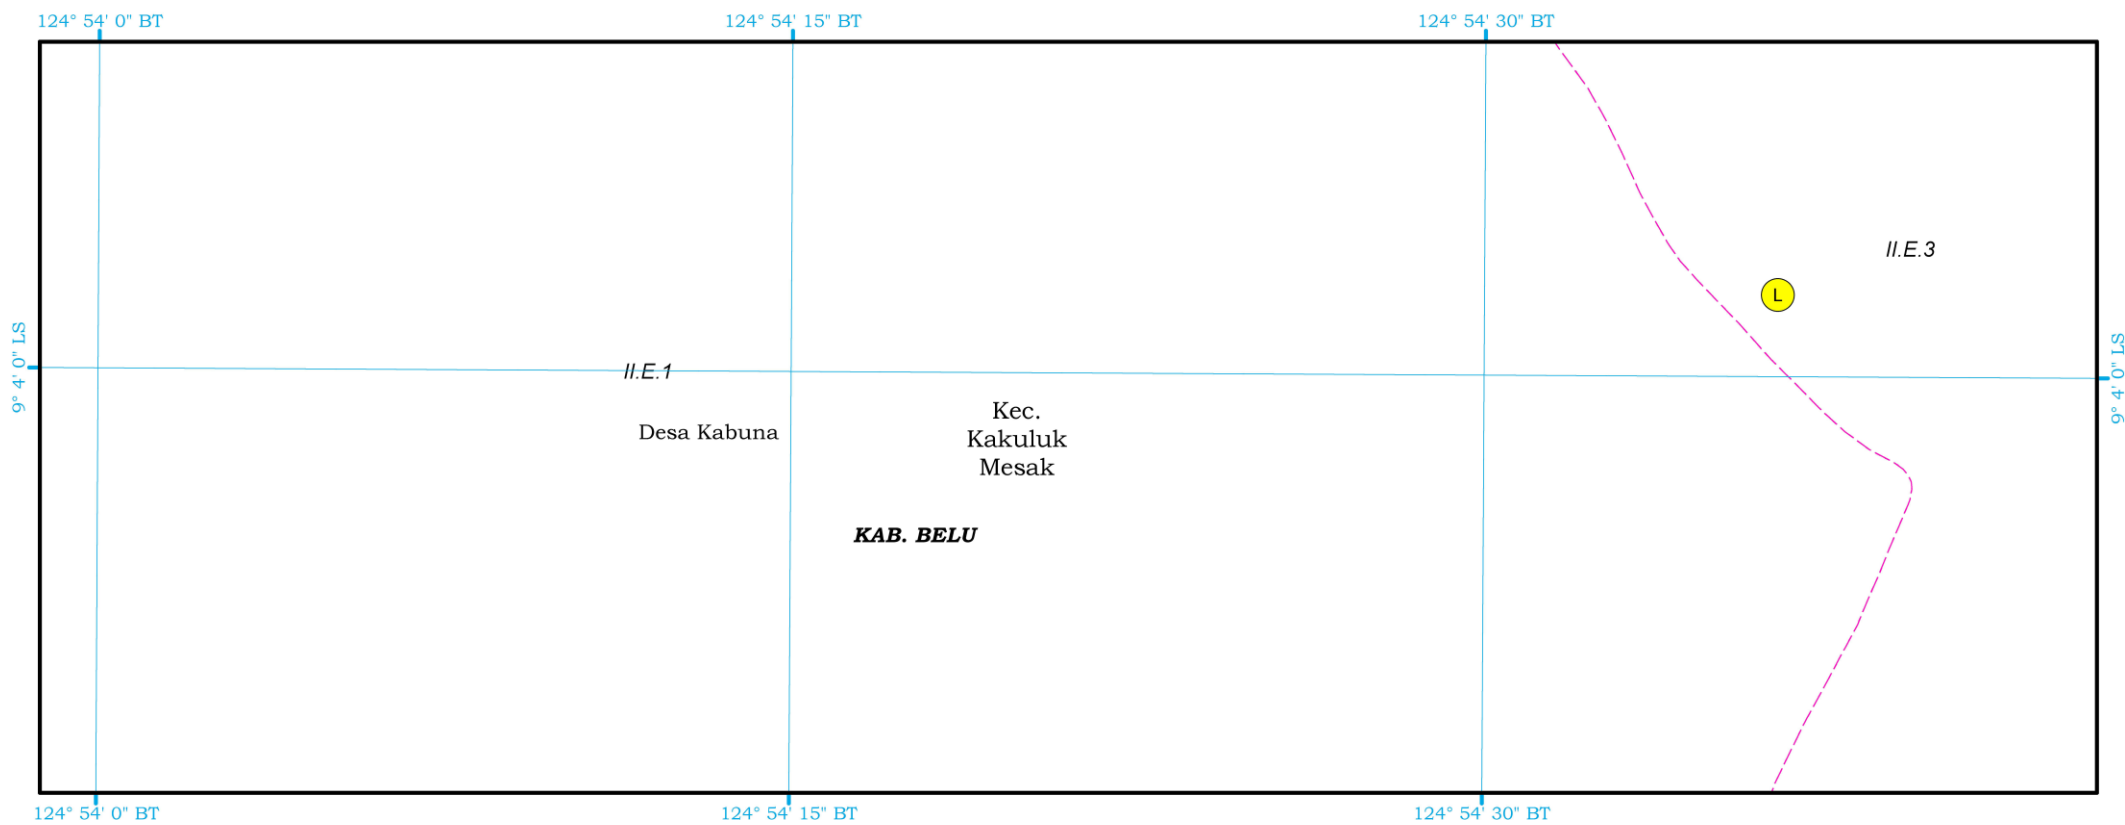 124° 54' 0" BT
124° 54' 15" BT
124° 54' 30" BT
II.E.3
L
9° 4' 0" LS
9° 4' 0" LS
II.E.1
Desa Kabuna
Kec.
Kakuluk
Mesak
KAB. BELU
124° 54' 0" BT
124° 54' 15" BT
124° 54' 30" BT